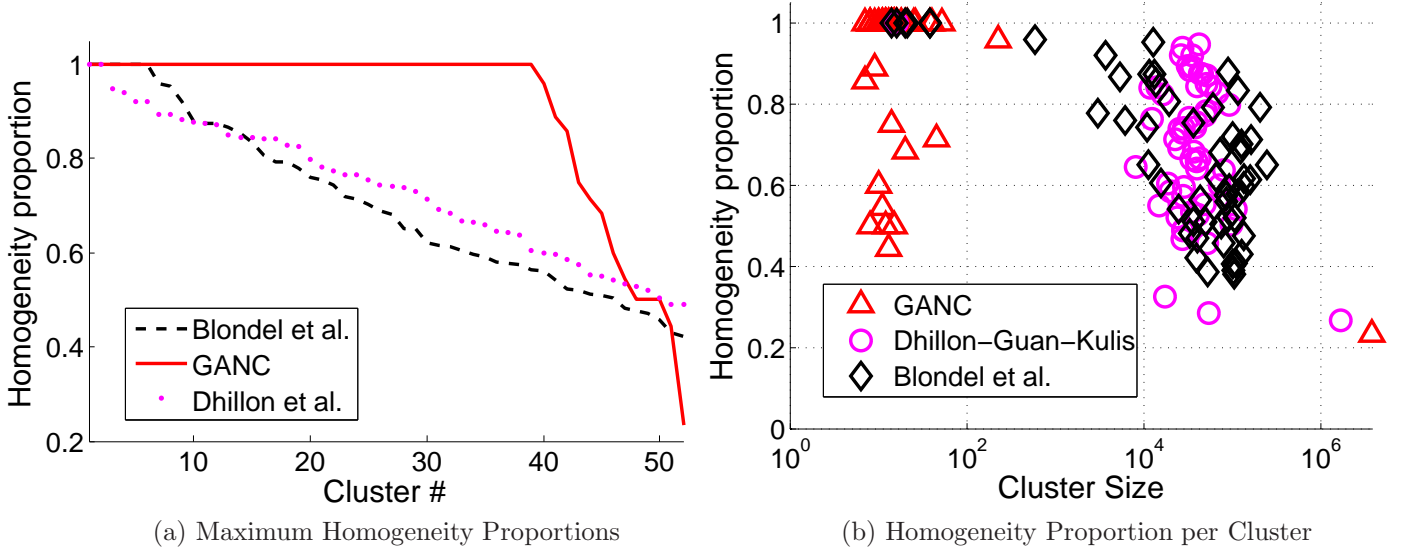 Homogeneity proportion
1
0.8
0.6
0.4
0.2
Blondel et al.
GANC
Dhillon et al.
10
20
30
40
50
Cluster #
(a) Maximum Homogeneity Proportions
Homogeneity proportion
1
0.8
0.6
0.4
0.2
0
GANC
Dhillon−Guan−Kulis
Blondel et al.
10^0
10^2
10^4
10^6
Cluster Size
(b) Homogeneity Proportion per Cluster